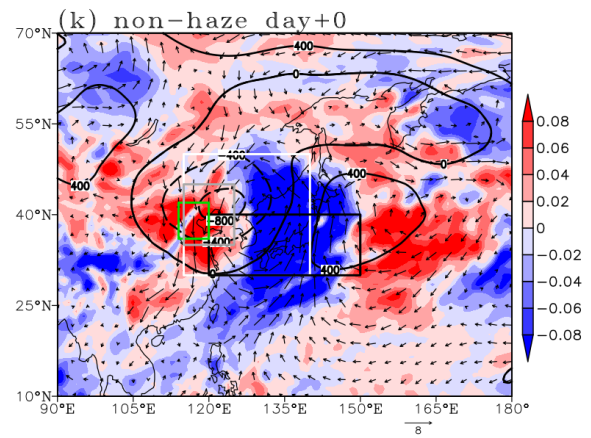 (k) non-haze day+0
70°N
55°N
40°N
25°N
10°N
90°E
105°E
120°E
135°E
150°E
165°E
180°
400
0
-400
400
400
0
-800
-400
0
400
0.08
0.06
0.04
0.02
0
-0.02
-0.04
-0.06
-0.08
8